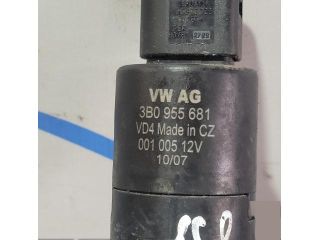 VW AG
3B0 955 681
VD4 Made in CZ
001 005 12V
10/07